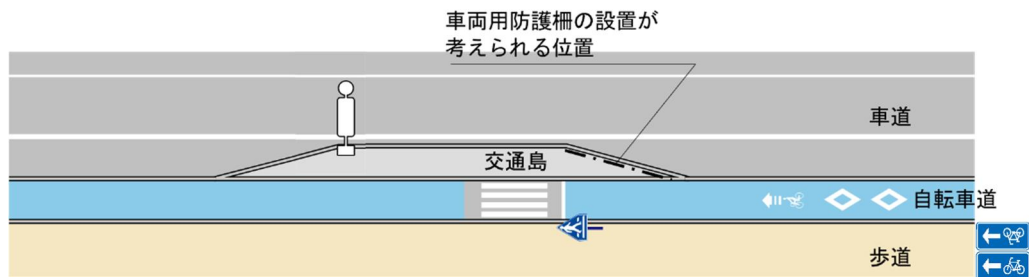 車両用防護柵の設置が
考えられる位置
車道
交通島
自転車道
歩道